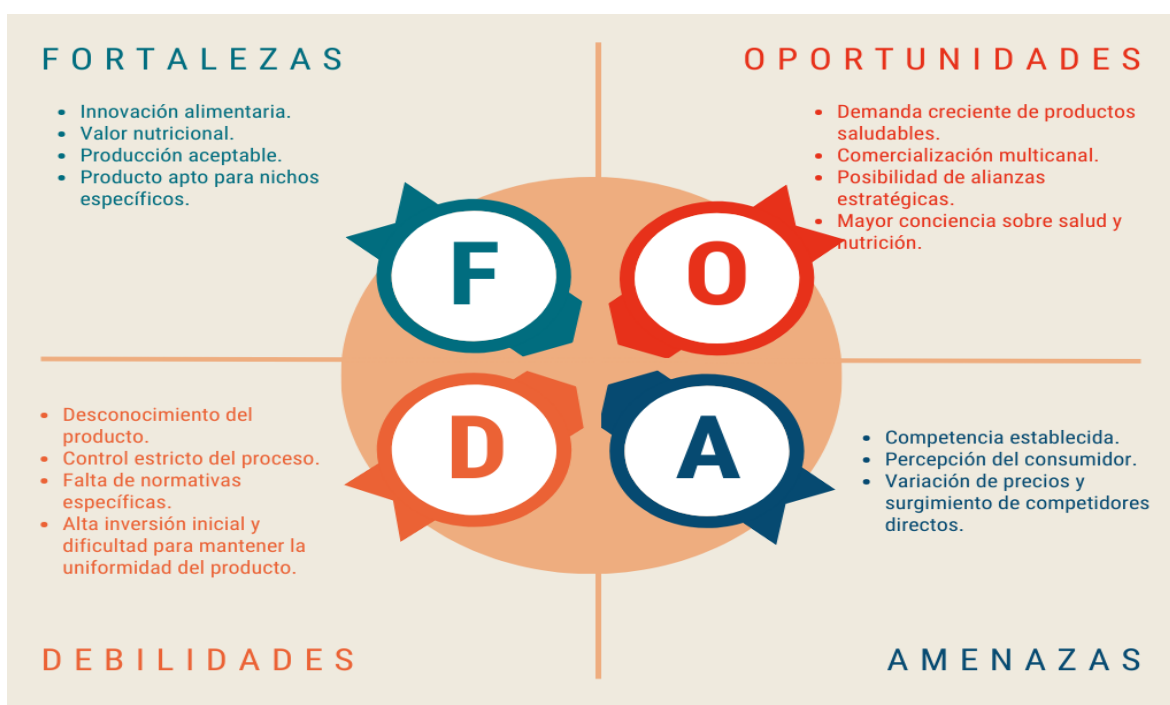 FORTALEZAS
• Innovación alimentaria.
• Valor nutricional.
• Producción aceptable.
• Producto apto para nichos
específicos.
OPORTUNIDADES
• Demanda creciente de productos
saludables.
• Comercialización multicanal.
• Posibilidad de alianzas
estratégicas.
• Mayor conciencia sobre salud y
nutrición.
F
O
D
A
• Desconocimiento del
producto.
• Control estricto del proceso.
• Falta de normativas
específicas.
• Alta inversión inicial y
dificultad para mantener la
uniformidad del producto.
DEBILIDADES
• Competencia establecida.
• Percepción del consumidor.
• Variación de precios y
surgimiento de competidores
directos.
AMENAZAS